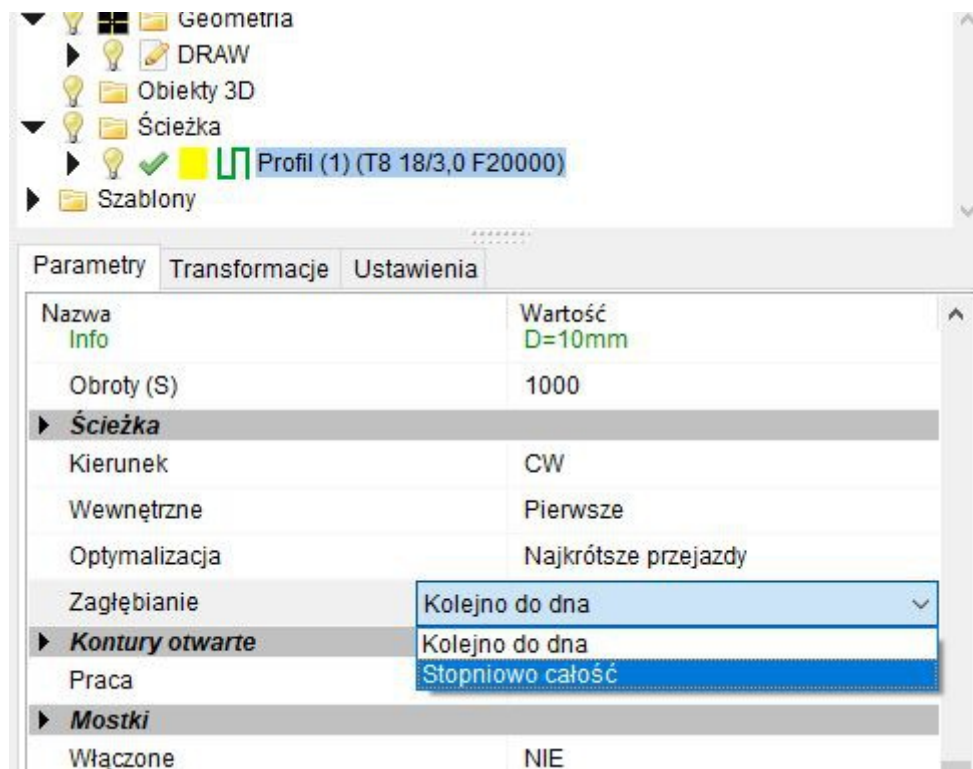 Geometria
DRAW
Obiekty 3D
Ścieżka
Profil (1) (T8 18/3,0 F20000)
Szablony
Parametry Transformacje Ustawienia
Nazwa Wartość
Info D=10mm
Obroty (S) 1000
Ścieżka
Kierunek CW
Wewnętrzne Pierwsze
Optymalizacja Najkrótsze przejazdy
Zagłębianie Kolejno do dna
Kontury otwarte Kolejno do dna
Praca Stopniowo całość
Mostki
Włączone NIE